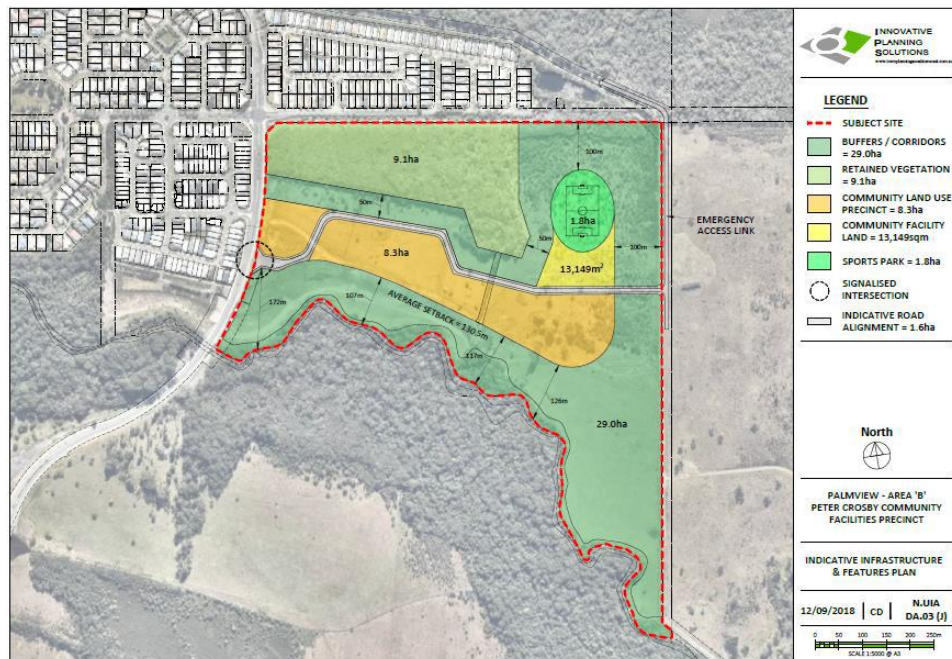 9.1ha
100m
1.8ha
50m
50m
100m
EMERGENCY
ACCESS LINK
8.3ha
13,149m²
172m
107m
AVERAGE SETBACK = 130.5m
117m
126m
29.0ha
INNOVATIVE
PLANNING
SOLUTIONS
LEGEND
SUBJECT SITE
BUFFERS / CORRIDORS
= 29.0ha
RETAINED VEGETATION
= 9.1ha
COMMUNITY LAND USE
PRECINCT = 8.3ha
COMMUNITY FACILITY
LAND = 13,149sqm
SPORTS PARK = 1.8ha
SIGNALISED
INTERSECTION
INDICATIVE ROAD
ALIGNMENT = 1.6ha
North
PALMVIEW - AREA 'B'
PETER CROSBY COMMUNITY
FACILITIES PRECINCT
INDICATIVE INFRASTRUCTURE
& FEATURES PLAN
12/09/2018 | CD | N.UIA
DA.03 (J)
0 50 100 150 200 250m
SCALE 1:5000 @ A3